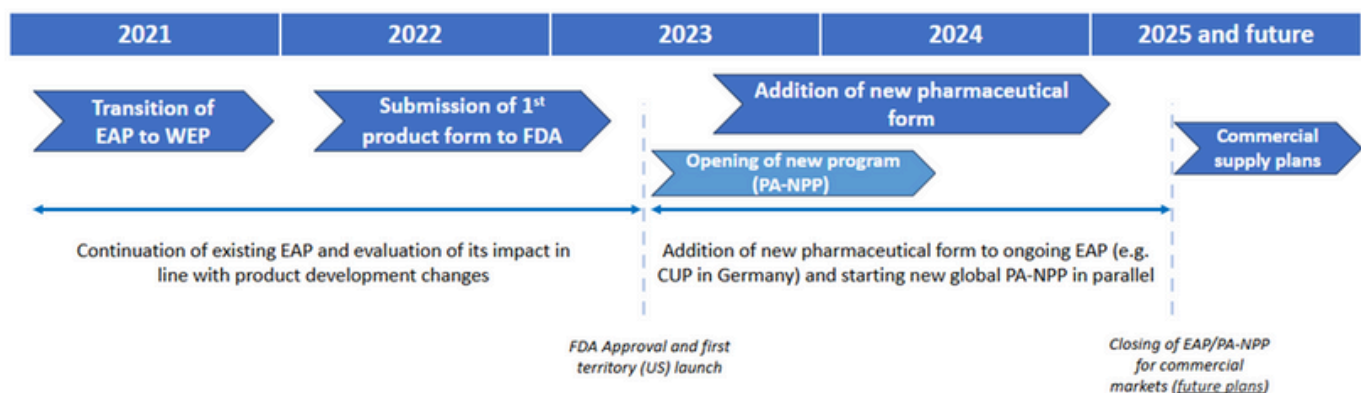 2021
2022
2023
2024
2025 and future
Transition of
EAP to WEP
Submission of 1st
product form to FDA
Addition of new pharmaceutical
form
Opening of new program
(PA-NPP)
Commercial
supply plans
Continuation of existing EAP and evaluation of its impact in
line with product development changes
Addition of new pharmaceutical form to ongoing EAP (e.g.
CUP in Germany) and starting new global PA-NPP in parallel
FDA Approval and first
territory (US) launch
Closing of EAP/PA-NPP
for commercial
markets (future plans)